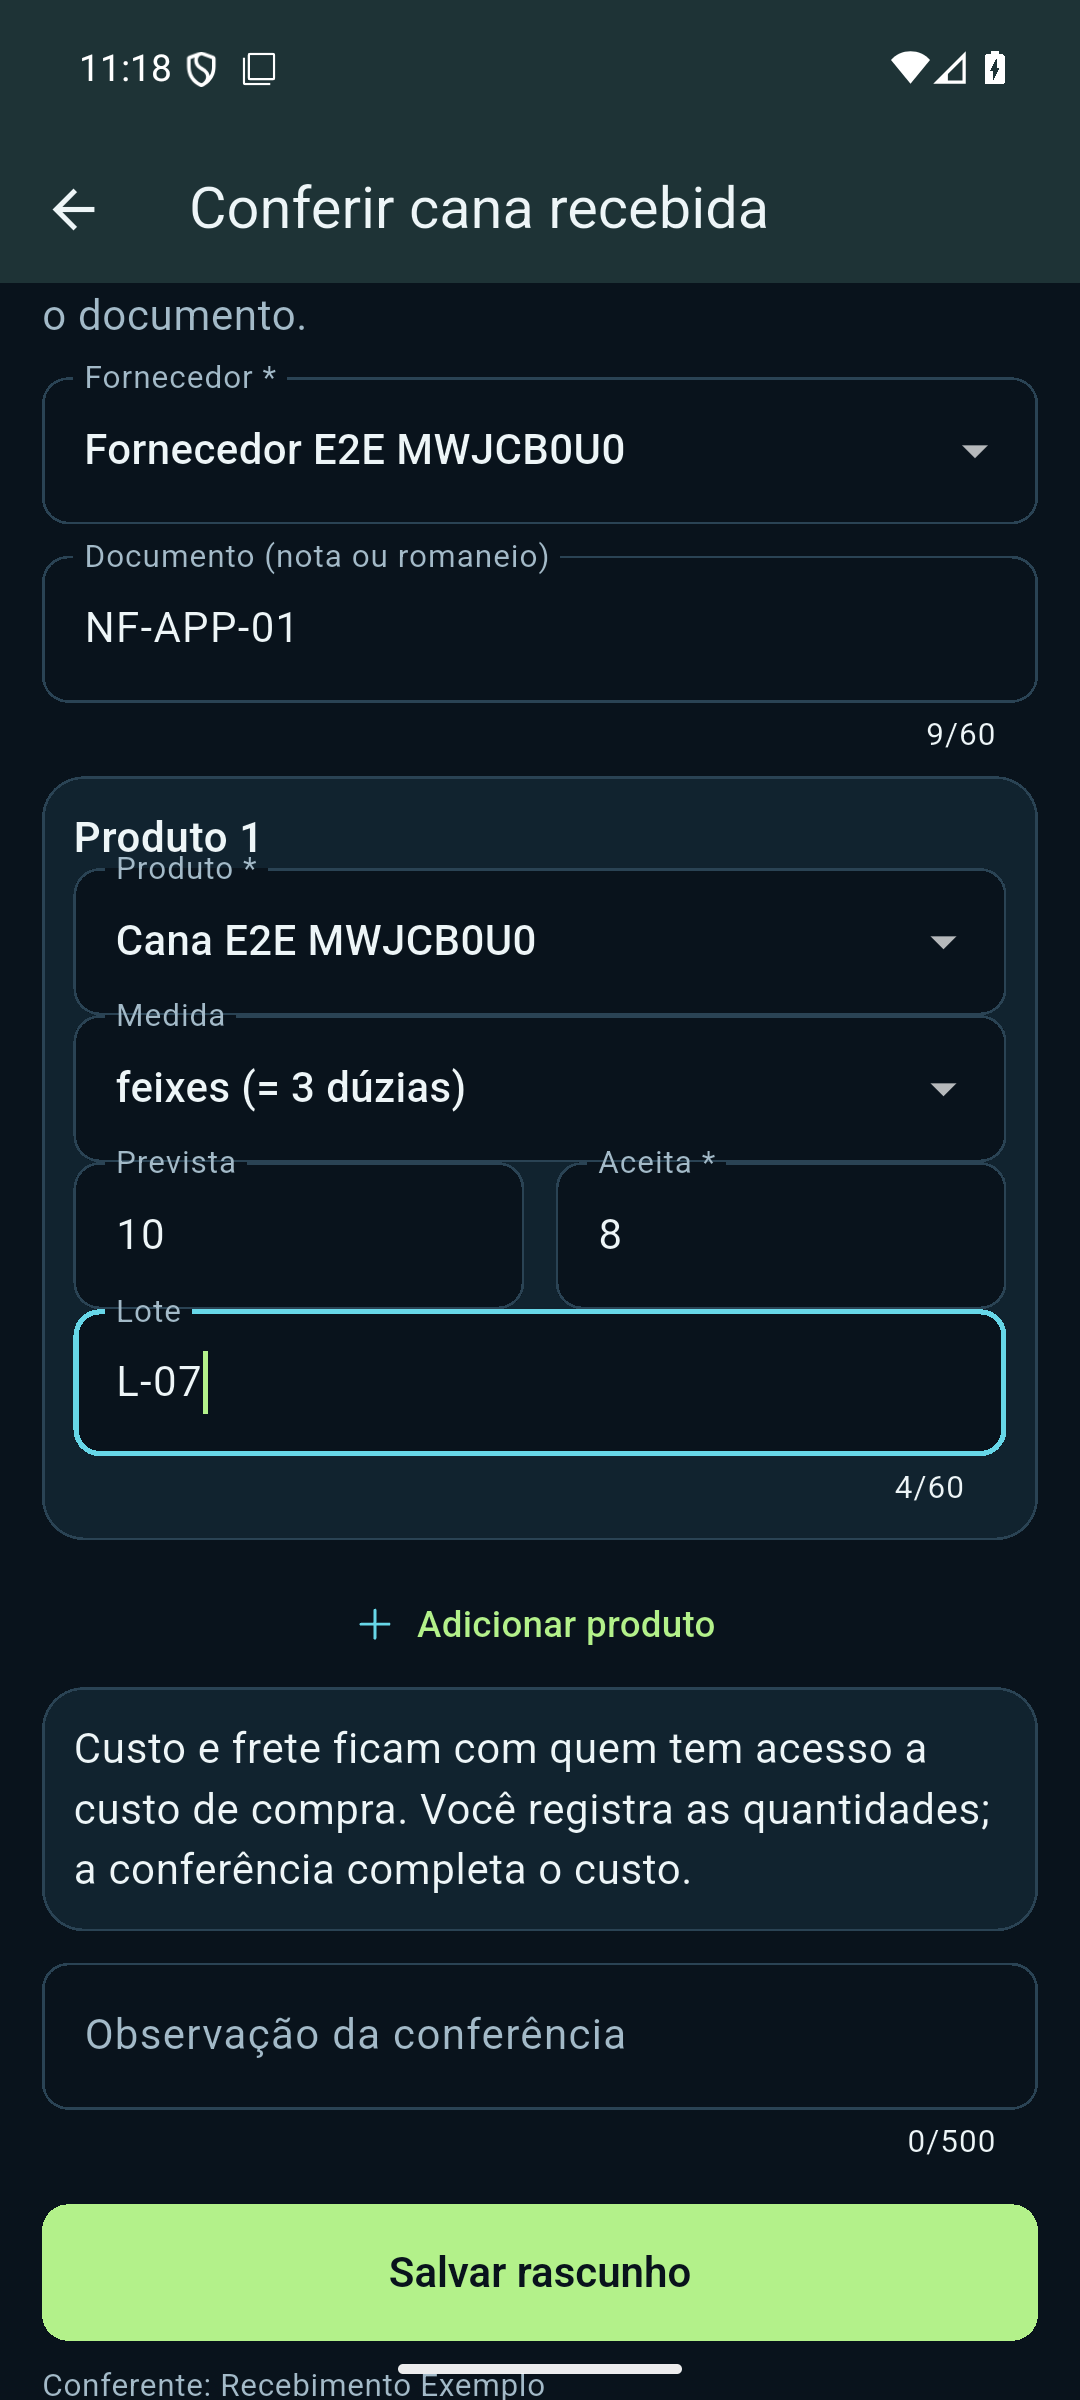 11:18
Conferir cana recebida
o documento.
Fornecedor *
Fornecedor E2E MWJCB0U0
Documento (nota ou romaneio)
NF-APP-01
9/60
Produto 1
Produto *
Cana E2E MWJCB0U0
Medida
feixes (= 3 dúzias)
Prevista
10
Aceita *
8
Lote
L-07
4/60
Adicionar produto
Custo e frete ficam com quem tem acesso a
custo de compra. Você registra as quantidades;
a conferência completa o custo.
Observação da conferência
0/500
Salvar rascunho
Conferente: Recebimento Exemplo